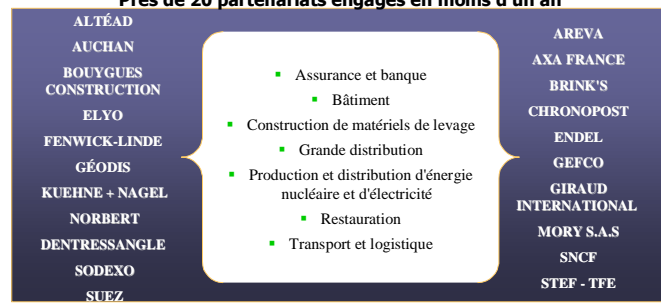 Près de 20 partenariats engagés en moins d'un an
ALTÉAD
AUCHAN
BOUYGUES
CONSTRUCTION
ELYO
FENWICK-LINDE
GÉODIS
KUEHNE + NAGEL
NORBERT
DENTRESSANGLE
SODEXO
SUEZ
▪ Assurance et banque
▪ Bâtiment
▪ Construction de matériels de levage
▪ Grande distribution
▪ Production et distribution d'énergie
nucléaire et d'électricité
▪ Restauration
▪ Transport et logistique
AREVA
AXA FRANCE
BRINK'S
CHRONOPOST
ENDEL
GEFCO
GIRAUD
INTERNATIONAL
MORY S.A.S
SNCF
STEF - TFE